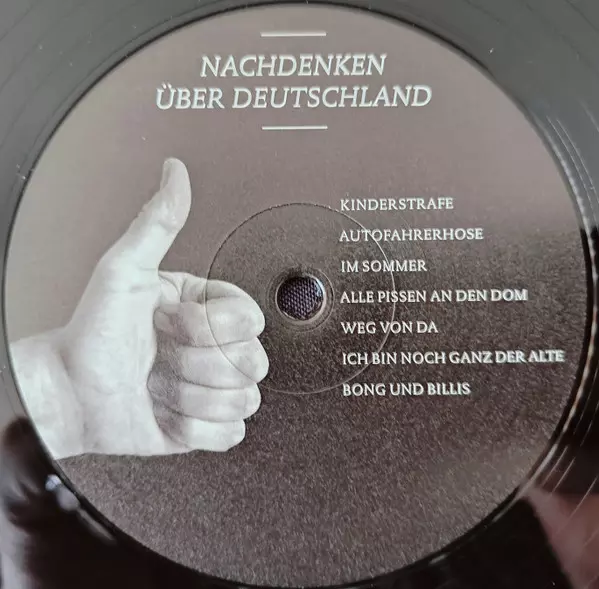 NACHDENKEN
ÜBER DEUTSCHLAND
KINDERSTRAFE
AUTOFAHRERHOSE
IM SOMMER
ALLE PISSEN AN DEN DOM
WEG VON DA
ICH BIN NOCH GANZ DER ALTE
BONG UND BILLIS